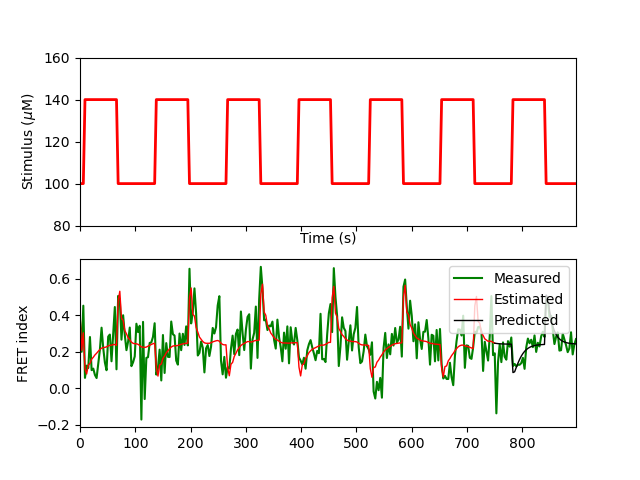 160
140
120
100
80
Stimulus (μM)
Time (s)
0.6
0.4
0.2
0.0
−0.2
FRET index
Measured
Estimated
Predicted
0 100 200 300 400 500 600 700 800